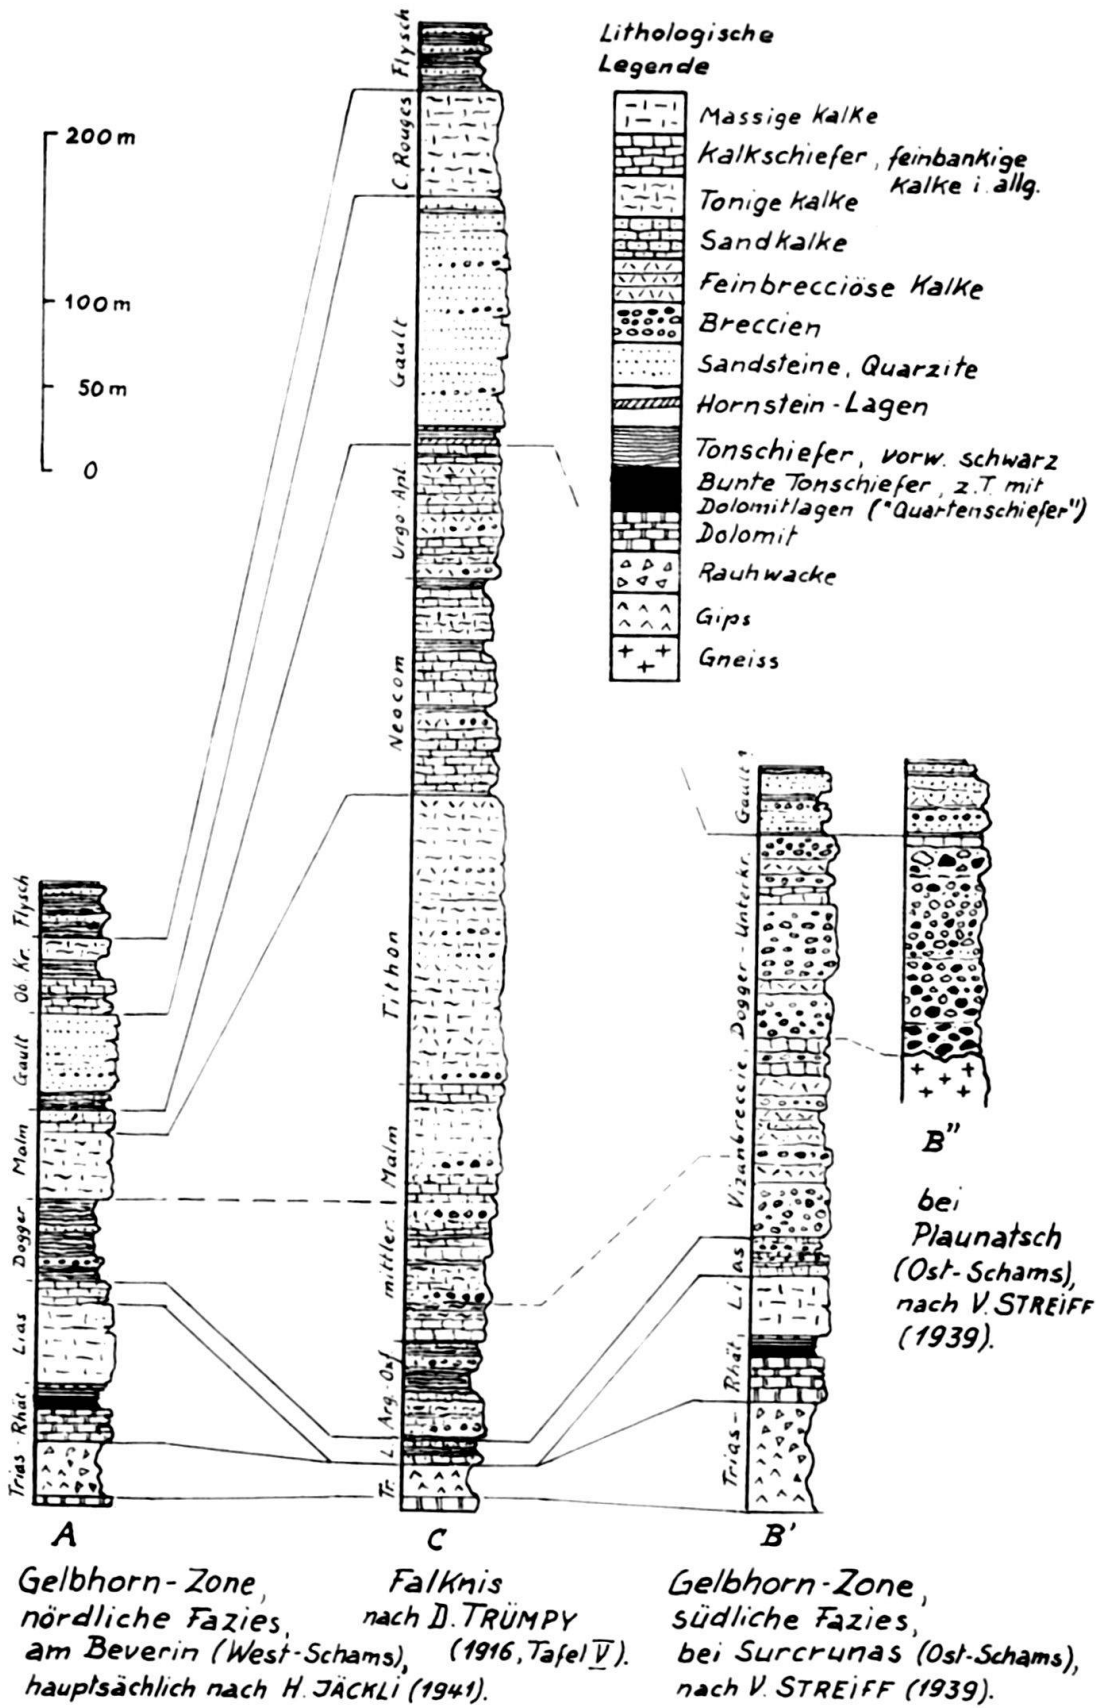 Lithologische
Legende
Massige Kalke
Kalkschiefer, feinbankige
Kalke i. allg.
Tonige Kalke
Sandkalke
Feinbrecciöse Kalke
Breccien
Sandsteine, Quarzite
Hornstein-Lagen
Tonschiefer, vorw. schwarz
Bunte Tonschiefer, z.T. mit
Dolomitlagen ("Quartenschiefer")
Dolomit
Rauhwacke
Gips
Gneiss
200 m
100 m
50 m
0
Flysch
Ob. Kr.
Gault
Malm
Dogger,
Lias
Trias - Rhät,
A
Gelbhorn-Zone,
nördliche Fazies,
am Beverin (West-Schams),
hauptsächlich nach H. JÄCKLI (1941).
Flysch
C. Rouges
Gault
Urgo-Apt.
Neocom
Tithon
mittler. Malm
Arg.-Oxf.
L.
Tr.
C
Falknis
nach D. TRÜMPY
(1916, Tafel V).
Gault
Vizanbreccie, Dogger-Unterkr.
Lias
Trias - Rhät,
B'
Gelbhorn-Zone,
südliche Fazies,
bei Surcrunas (Ost-Schams),
nach V. STREIFF (1939).
B"
bei
Plaunatsch
(Ost-Schams),
nach V. STREIFF
(1939).